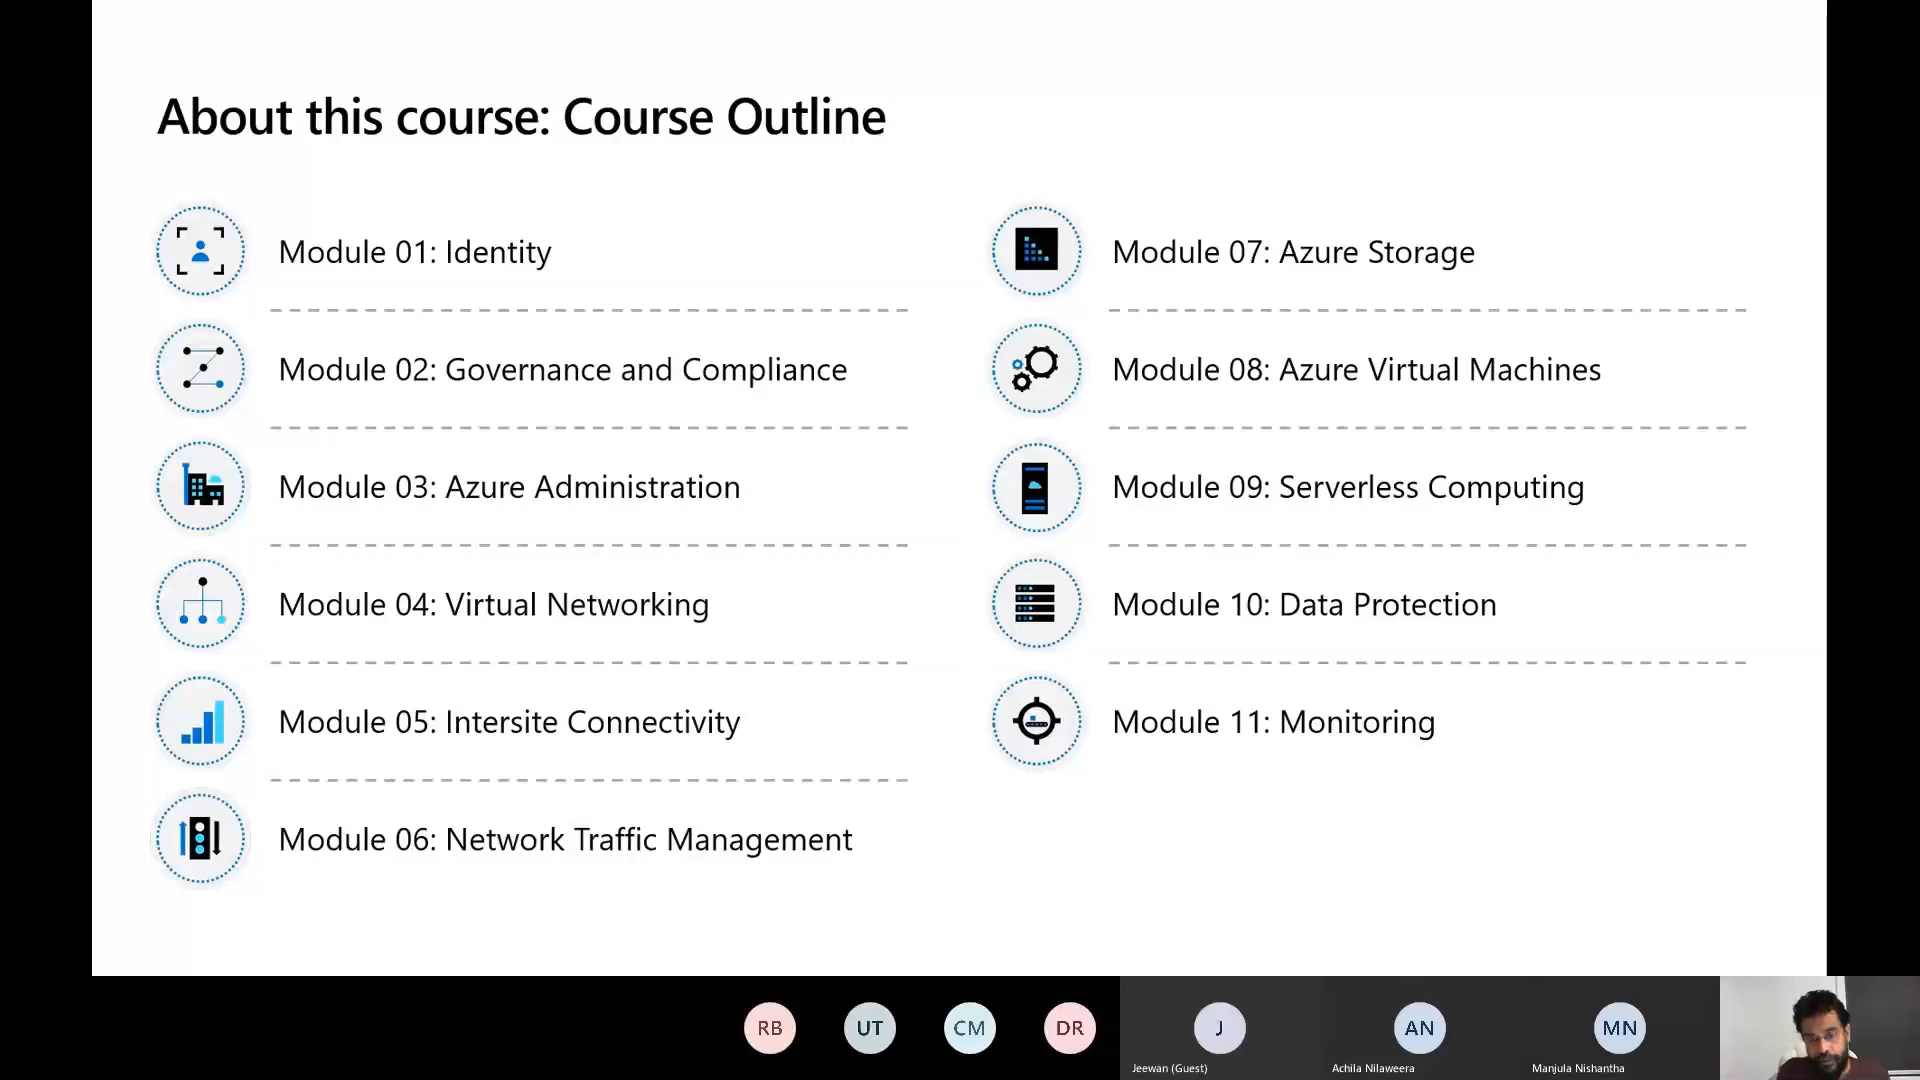 About this course: Course Outline
Module 01: Identity
Module 02: Governance and Compliance
Module 03: Azure Administration
Module 04: Virtual Networking
Module 05: Intersite Connectivity
Module 06: Network Traffic Management
Module 07: Azure Storage
Module 08: Azure Virtual Machines
Module 09: Serverless Computing
Module 10: Data Protection
Module 11: Monitoring
RB
UT
CM
DR
J
AN
MN
Jeewan (Guest)
Achila Nilaweera
Manjula Nishantha